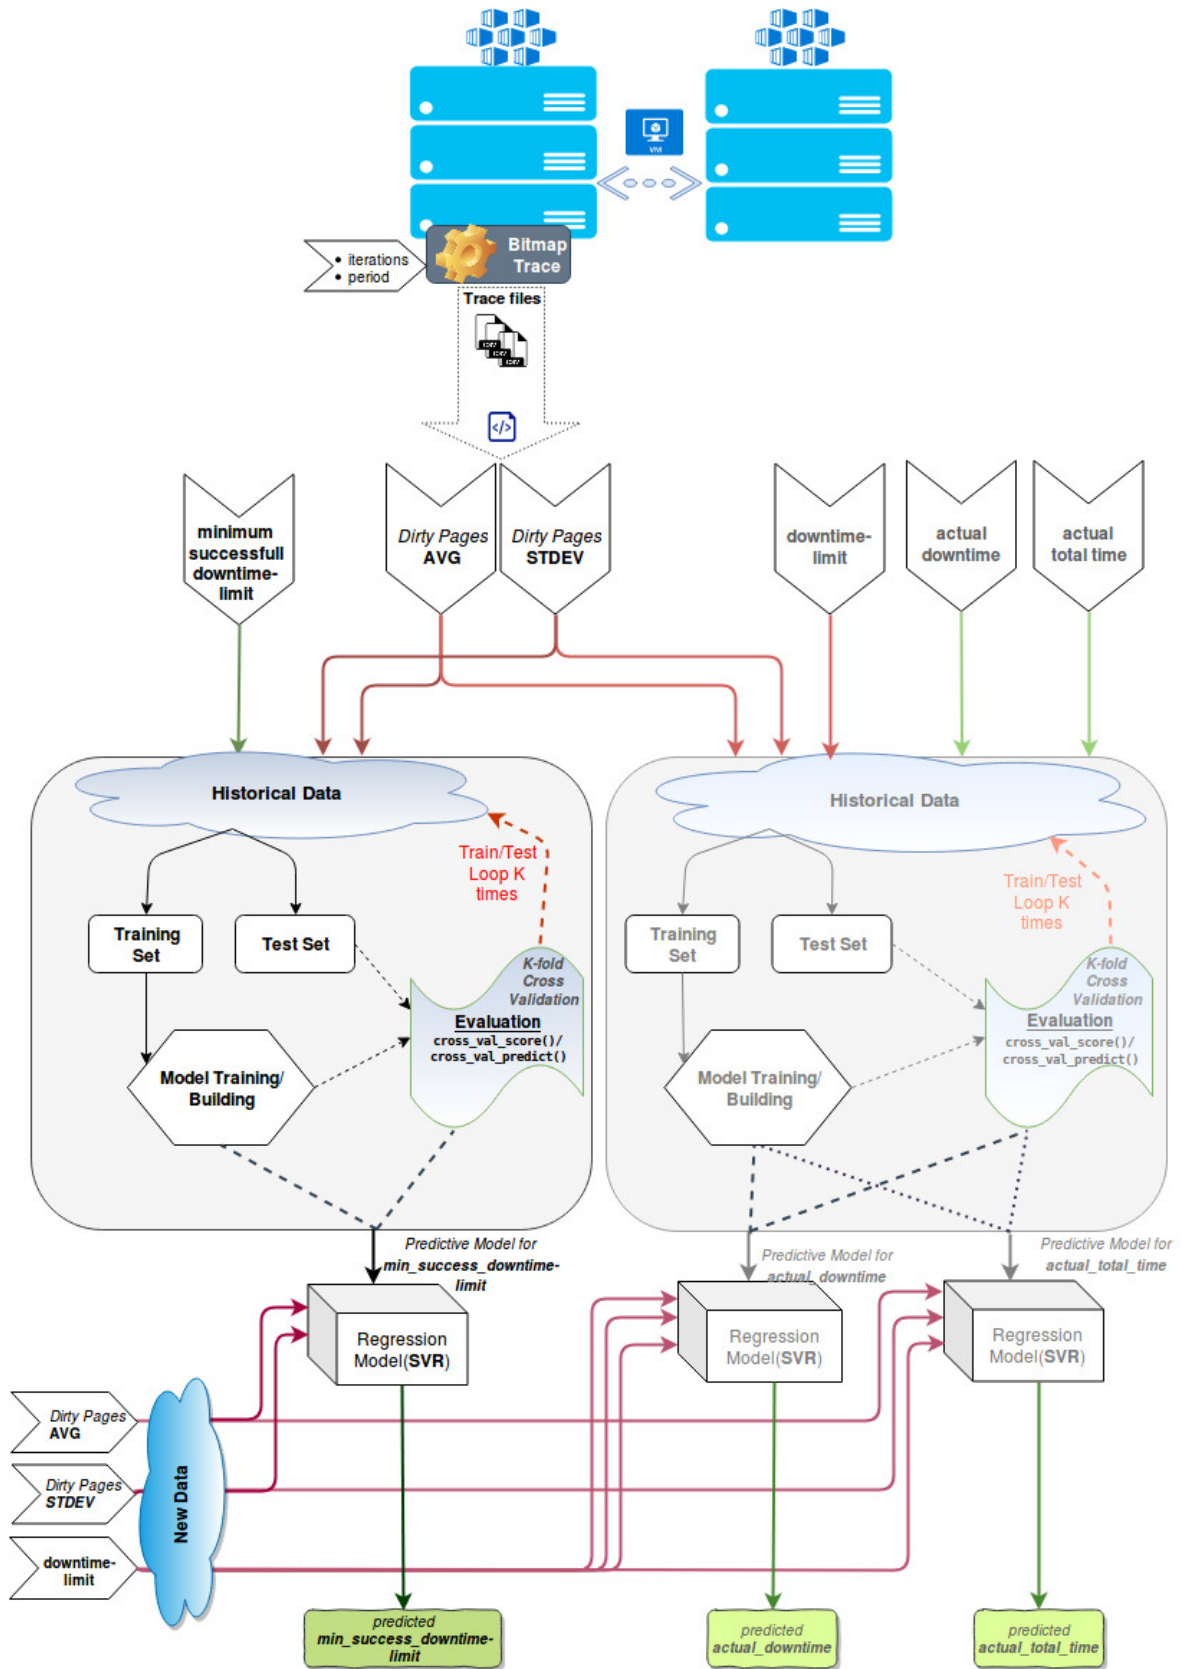 VM
Bitmap
Trace
• iterations
• period
Trace files
</>
minimum
successfull
downtime-
limit
Dirty Pages
AVG
Dirty Pages
STDEV
downtime-
limit
actual
downtime
actual
total time
Historical Data
Train/Test
Loop K
times
Training
Set
Test Set
K-fold
Cross
Validation
Evaluation
cross_val_score()/
cross_val_predict()
Model Training/
Building
Historical Data
Train/Test
Loop K
times
Training
Set
Test Set
K-fold
Cross
Validation
Evaluation
cross_val_score()/
cross_val_predict()
Model Training/
Building
Predictive Model for
min_success_downtime-
limit
Predictive Model for
actual_downtime
Predictive Model for
actual_total_time
Regression
Model(SVR)
Regression
Model(SVR)
Regression
Model(SVR)
Dirty Pages
AVG
Dirty Pages
STDEV
downtime-
limit
New Data
predicted
min_success_downtime-
limit
predicted
actual_downtime
predicted
actual_total_time